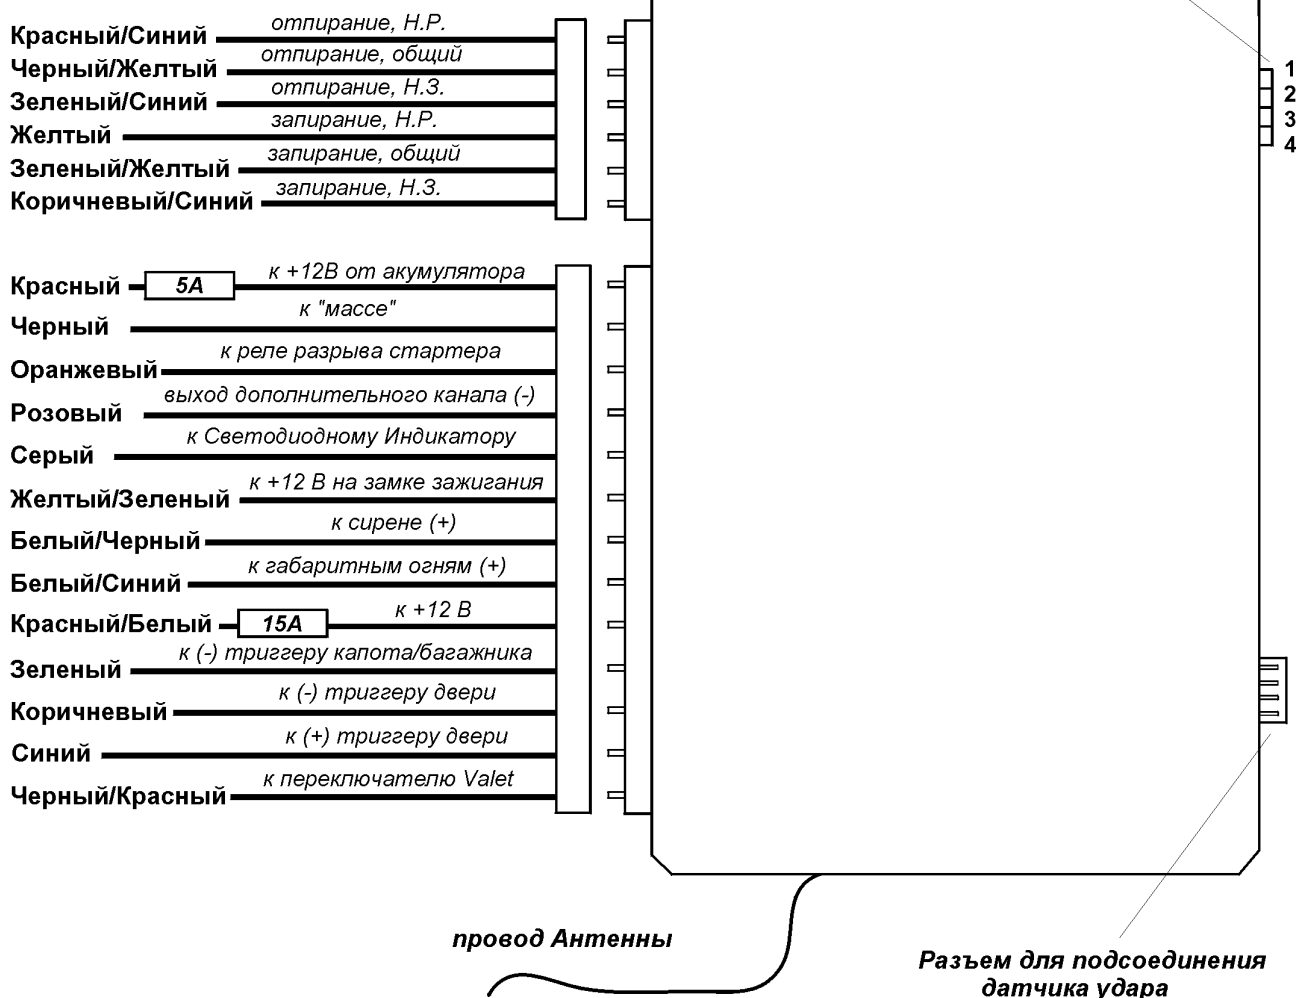 Красный/Синий отпирание, Н.Р.
Черный/Желтый отпирание, общий
Зеленый/Синий отпирание, Н.З.
Желтый запирание, Н.Р.
Зеленый/Желтый запирание, общий
Коричневый/Синий запирание, Н.З.
1
2
3
4
Красный 5А к +12В от акумулятора
Черный к "массе"
Оранжевый к реле разрыва стартера
Розовый выход дополнительного канала (-)
Серый к Светодиодному Индикатору
Желтый/Зеленый к +12 В на замке зажигания
Белый/Черный к сирене (+)
Белый/Синий к габаритным огням (+)
Красный/Белый 15А к +12 В
Зеленый к (-) триггеру капота/багажника
Коричневый к (-) триггеру двери
Синий к (+) триггеру двери
Черный/Красный к переключателю Valet
провод Антенны
Разъем для подсоединения
датчика удара